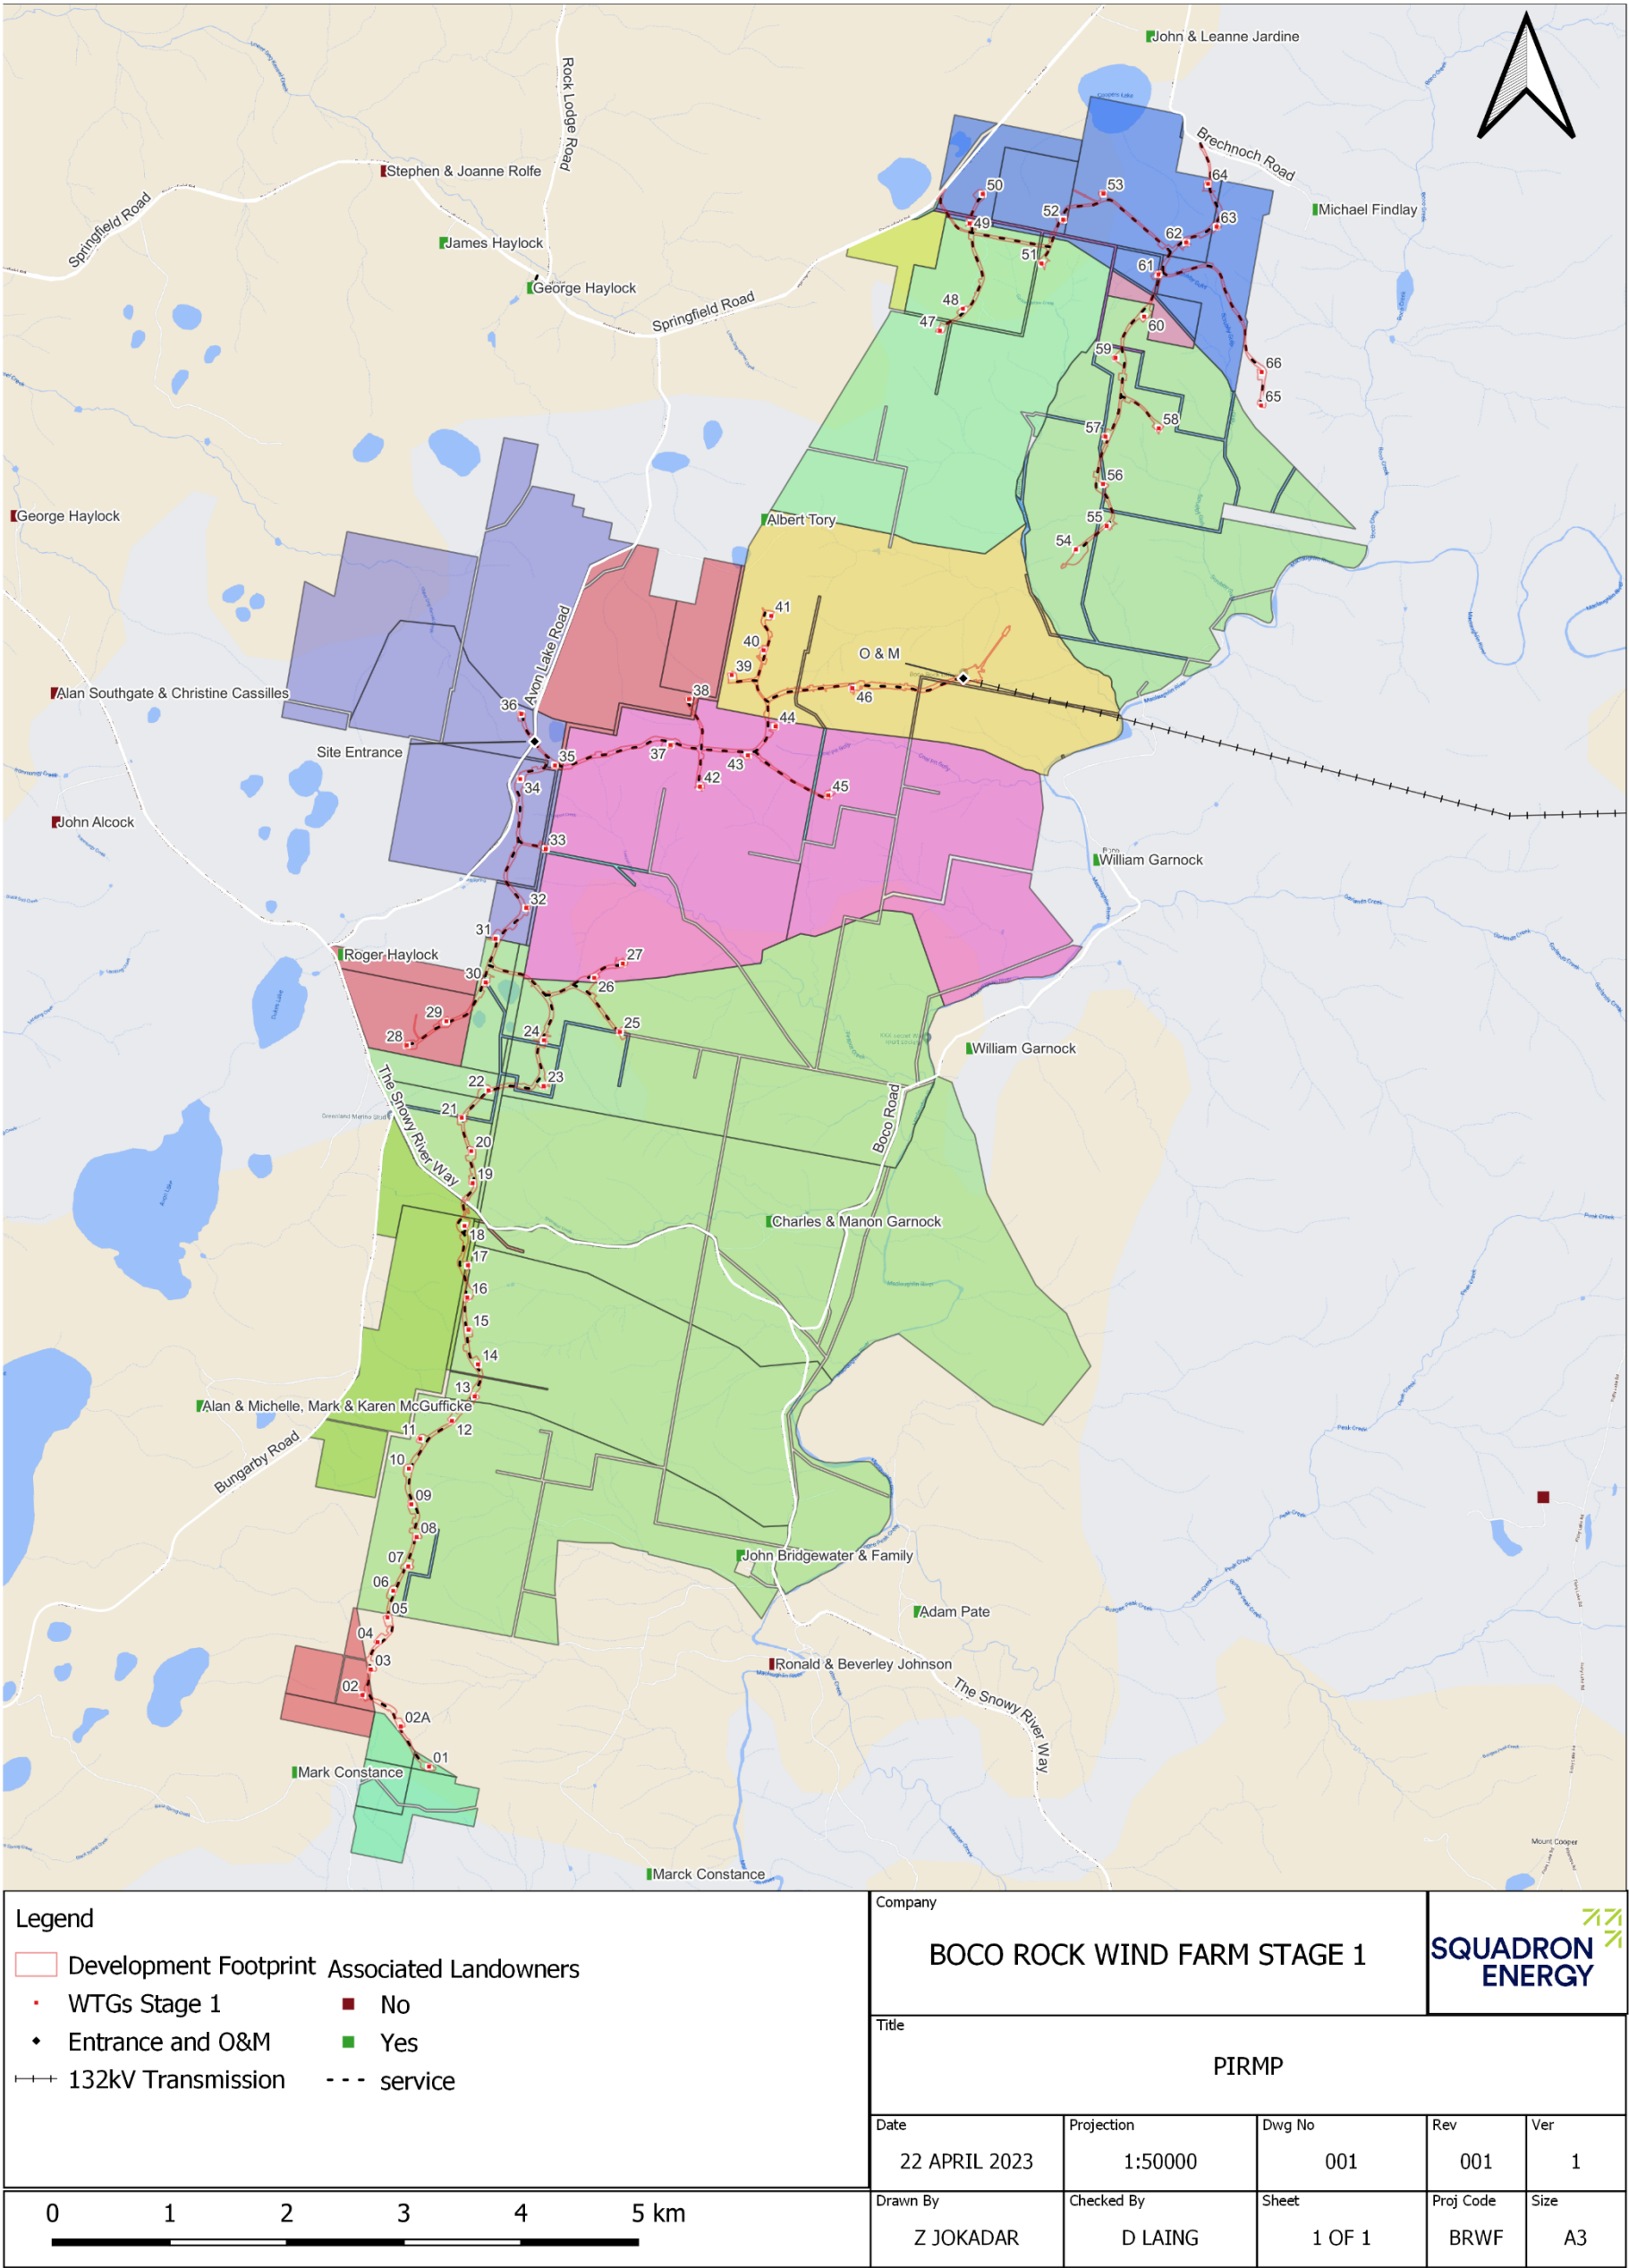 John & Leanne Jardine
Rock Lodge Road
Coopers Lake
Brechnoch Road
Stephen & Joanne Rolfe
Springfield Road
James Haylock
George Haylock
Springfield Road
Michael Findlay
64
53
50
52
63
49
62
51
61
48
47
60
59
66
65
58
57
56
55
54
George Haylock
Albert Tory
41
40
39
O & M
46
Avon Lake Road
38
Alan Southgate & Christine Cassilles
36
44
Site Entrance
35
37
43
34
42
45
John Alcock
33
William Garnock
32
31
Roger Haylock
27
30
26
29
25
28
24
William Garnock
23
22
The Snowy River Way
21
Boco Road
20
19
Avon Lake
Charles & Manon Garnock
18
17
16
15
14
13
Alan & Michelle, Mark & Karen McGufficke
12
11
Bungarby Road
10
09
08
07
John Bridgewater & Family
06
05
Adam Pate
04
03
Ronald & Beverley Johnson
02
The Snowy River Way
02A
01
Mark Constance
Mount Cooper
Marck Constance
Legend
Development Footprint
WTGs Stage 1
Entrance and O&M
132kV Transmission
Associated Landowners
No
Yes
service
Company
BOCO ROCK WIND FARM STAGE 1
SQUADRON
ENERGY
Title
PIRMP
Date
22 APRIL 2023
Projection
1:50000
Dwg No
001
Rev
001
Ver
1
Drawn By
Z JOKADAR
Checked By
D LAING
Sheet
1 OF 1
Proj Code
BRWF
Size
A3
0 1 2 3 4 5 km